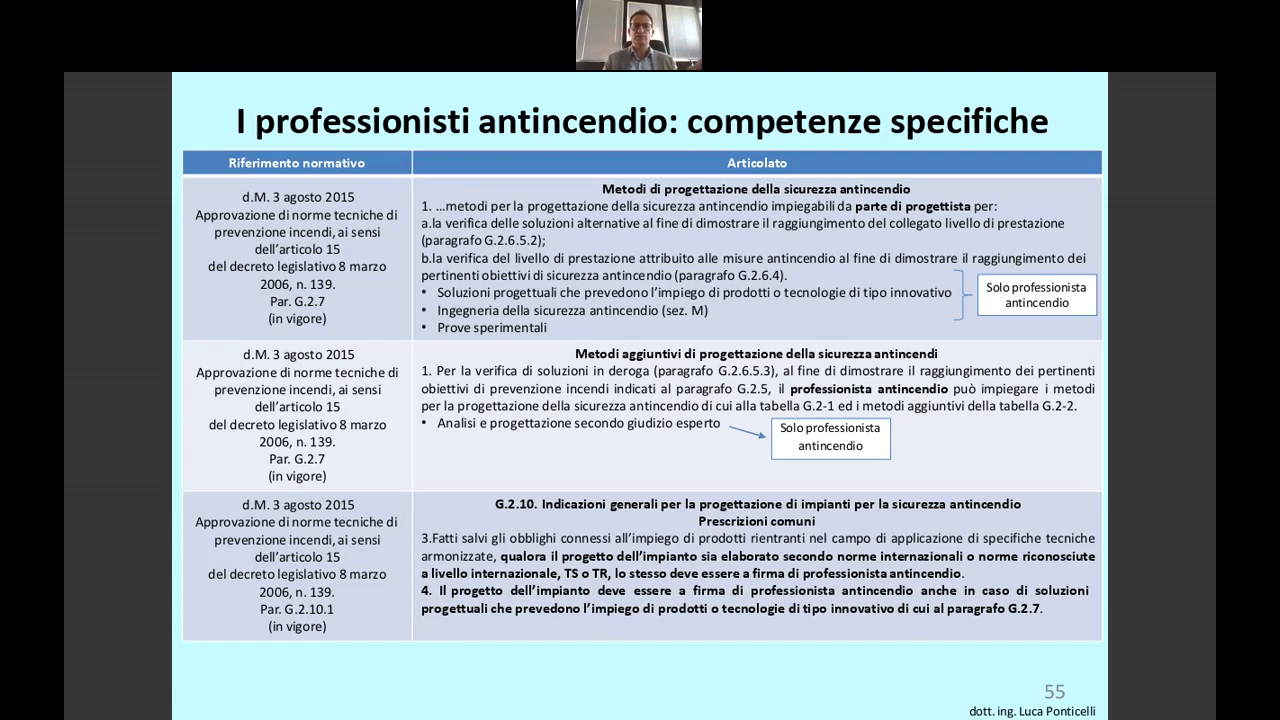 I professionisti antincendio: competenze specifiche
Riferimento normativo
Articolato
d.M. 3 agosto 2015
Approvazione di norme tecniche di
prevenzione incendi, ai sensi
dell'articolo 15
del decreto legislativo 8 marzo
2006, n. 139.
Par. G.2.7
(in vigore)
Metodi di progettazione della sicurezza antincendio
1. ...metodi per la progettazione della sicurezza antincendio impiegabili da parte di progettista per:
a.la verifica delle soluzioni alternative al fine di dimostrare il raggiungimento del collegato livello di prestazione
(paragrafo G.2.6.5.2);
b.la verifica del livello di prestazione attribuito alle misure antincendio al fine di dimostrare il raggiungimento dei
pertinenti obiettivi di sicurezza antincendio (paragrafo G.2.6.4).
• Soluzioni progettuali che prevedono l'impiego di prodotti o tecnologie di tipo innovativo
• Ingegneria della sicurezza antincendio (sez. M)
• Prove sperimentali
Solo professionista
antincendio
d.M. 3 agosto 2015
Approvazione di norme tecniche di
prevenzione incendi, ai sensi
dell'articolo 15
del decreto legislativo 8 marzo
2006, n. 139.
Par. G.2.7
(in vigore)
Metodi aggiuntivi di progettazione della sicurezza antincendi
1. Per la verifica di soluzioni in deroga (paragrafo G.2.6.5.3), al fine di dimostrare il raggiungimento dei pertinenti
obiettivi di prevenzione incendi indicati al paragrafo G.2.5, il professionista antincendio può impiegare i metodi
per la progettazione della sicurezza antincendio di cui alla tabella G.2-1 ed i metodi aggiuntivi della tabella G.2-2.
• Analisi e progettazione secondo giudizio esperto
Solo professionista
antincendio
d.M. 3 agosto 2015
Approvazione di norme tecniche di
prevenzione incendi, ai sensi
dell'articolo 15
del decreto legislativo 8 marzo
2006, n. 139.
Par. G.2.10.1
(in vigore)
G.2.10. Indicazioni generali per la progettazione di impianti per la sicurezza antincendio
Prescrizioni comuni
3.Fatti salvi gli obblighi connessi all'impiego di prodotti rientranti nel campo di applicazione di specifiche tecniche
armonizzate, qualora il progetto dell'impianto sia elaborato secondo norme internazionali o norme riconosciute
a livello internazionale, TS o TR, lo stesso deve essere a firma di professionista antincendio.
4. Il progetto dell'impianto deve essere a firma di professionista antincendio anche in caso di soluzioni
progettuali che prevedono l'impiego di prodotti o tecnologie di tipo innovativo di cui al paragrafo G.2.7.
55
dott. ing. Luca Ponticelli